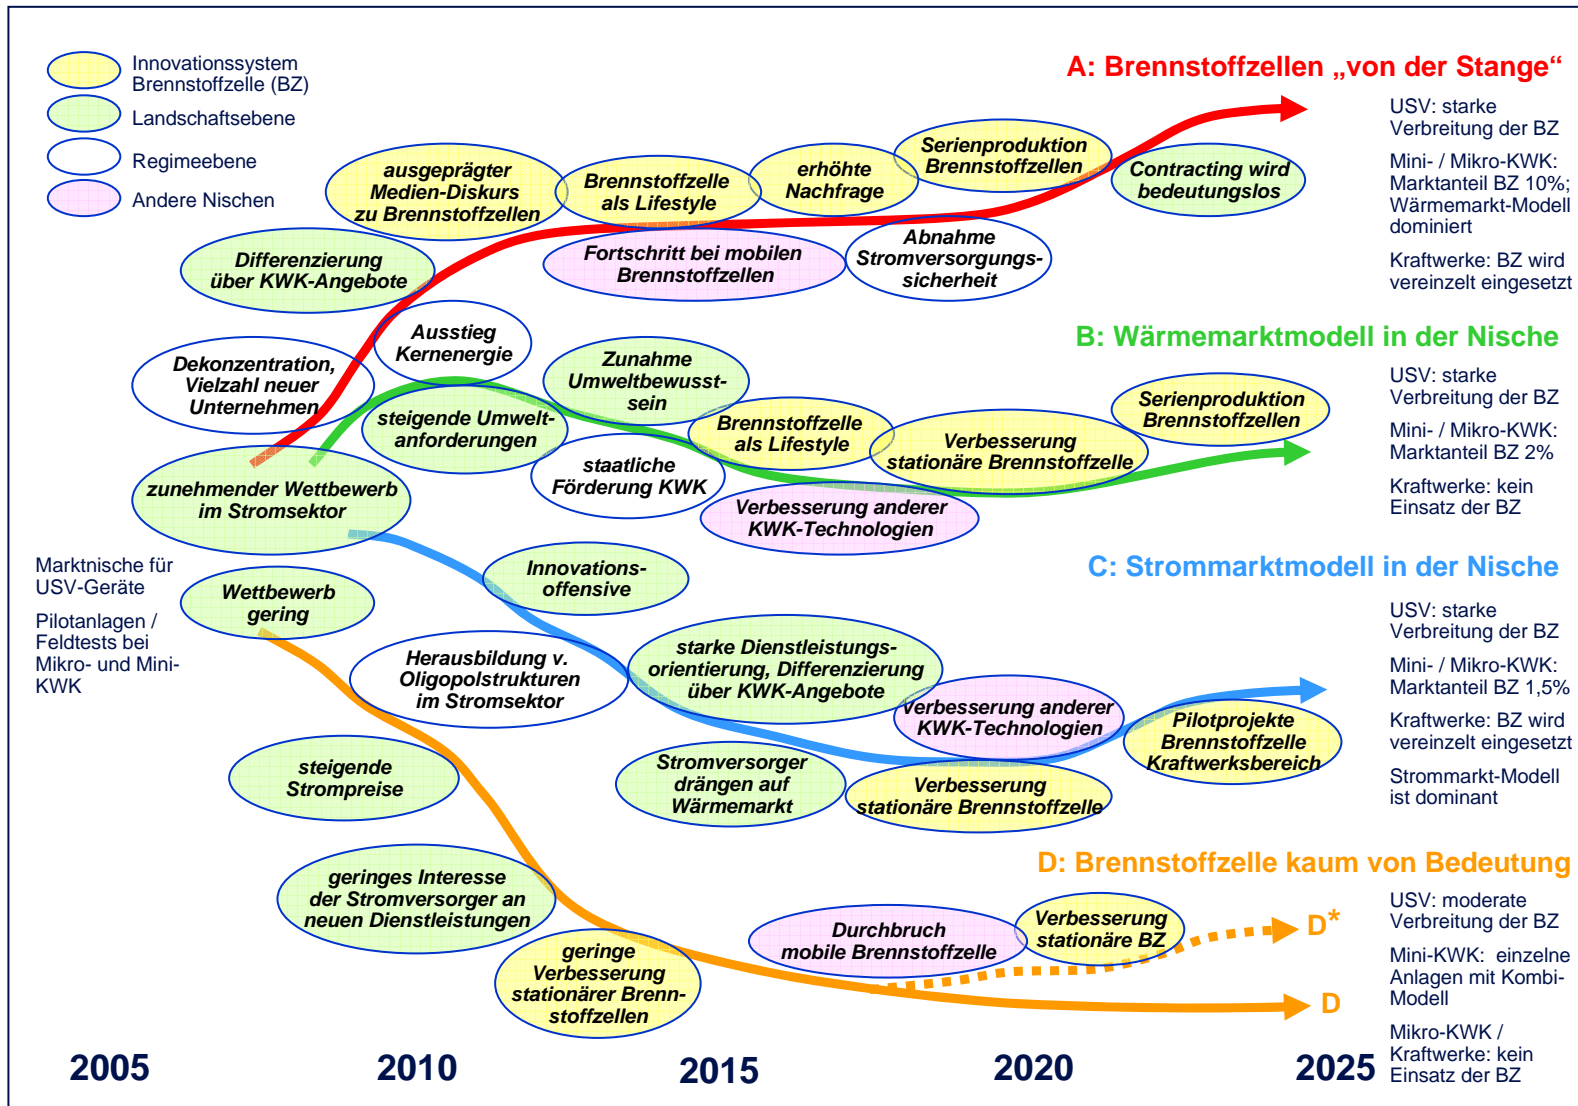 Innovationssystem
Brennstoffzelle (BZ)
Landschaftsebene
Regimeebene
Andere Nischen
A: Brennstoffzellen „von der Stange“
USV: starke
Verbreitung der BZ
Mini- / Mikro-KWK:
Marktanteil BZ 10%;
Wärmemarkt-Modell
dominiert
Kraftwerke: BZ wird
vereinzelt eingesetzt
ausgeprägter
Medien-Diskurs
zu Brennstoffzellen
Brennstoffzelle
als Lifestyle
erhöhte
Nachfrage
Serienproduktion
Brennstoffzellen
Contracting wird
bedeutungslos
Differenzierung
über KWK-Angebote
Fortschritt bei mobilen
Brennstoffzellen
Abnahme
Stromversorgungs-
sicherheit
Dekonzentration,
Vielzahl neuer
Unternehmen
Ausstieg
Kernenergie
B: Wärmemarktmodell in der Nische
USV: starke
Verbreitung der BZ
Mini- / Mikro-KWK:
Marktanteil BZ 2%
Kraftwerke: kein
Einsatz der BZ
Zunahme
Umweltbewusst-
sein
steigende Umwelt-
anforderungen
Brennstoffzelle
als Lifestyle
Verbesserung
stationäre Brennstoffzelle
Serienproduktion
Brennstoffzellen
staatliche
Förderung KWK
Verbesserung anderer
KWK-Technologien
zunehmender Wettbewerb
im Stromsektor
Marktnische für
USV-Geräte
Pilotanlagen /
Feldtests bei
Mikro- und Mini-
KWK
Wettbewerb
gering
C: Strommarktmodell in der Nische
USV: starke
Verbreitung der BZ
Mini- / Mikro-KWK:
Marktanteil BZ 1,5%
Kraftwerke: BZ wird
vereinzelt eingesetzt
Strommarkt-Modell
ist dominant
Innovations-
offensive
Herausbildung v.
Oligopolstrukturen
im Stromsektor
starke Dienstleistungs-
orientierung, Differenzierung
über KWK-Angebote
Verbesserung anderer
KWK-Technologien
Pilotprojekte
Brennstoffzelle
Kraftwerksbereich
Stromversorger
drängen auf
Wärmemarkt
Verbesserung
stationäre Brennstoffzelle
steigende
Strompreise
D: Brennstoffzelle kaum von Bedeutung
USV: moderate
Verbreitung der BZ
Mini-KWK: einzelne
Anlagen mit Kombi-
Modell
Mikro-KWK /
Kraftwerke: kein
Einsatz der BZ
geringes Interesse
der Stromversorger an
neuen Dienstleistungen
geringe
Verbesserung
stationärer Brenn-
stoffzellen
Durchbruch
mobile Brennstoffzelle
Verbesserung
stationäre BZ
D*
D
2005 2010 2015 2020 2025